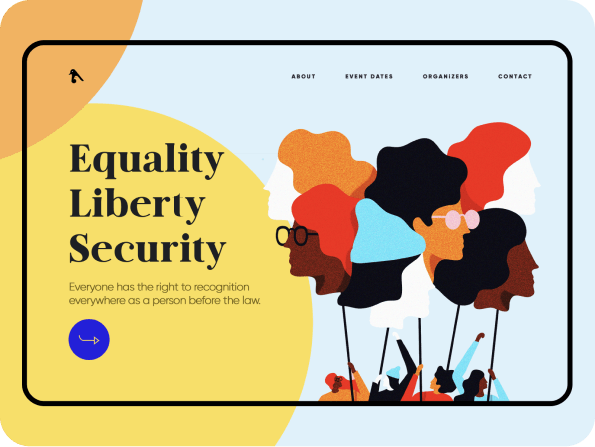 ABOUT EVENT DATES ORGANIZERS CONTACT
Equality
Liberty
Security
Everyone has the right to recognition
everywhere as a person before the law.